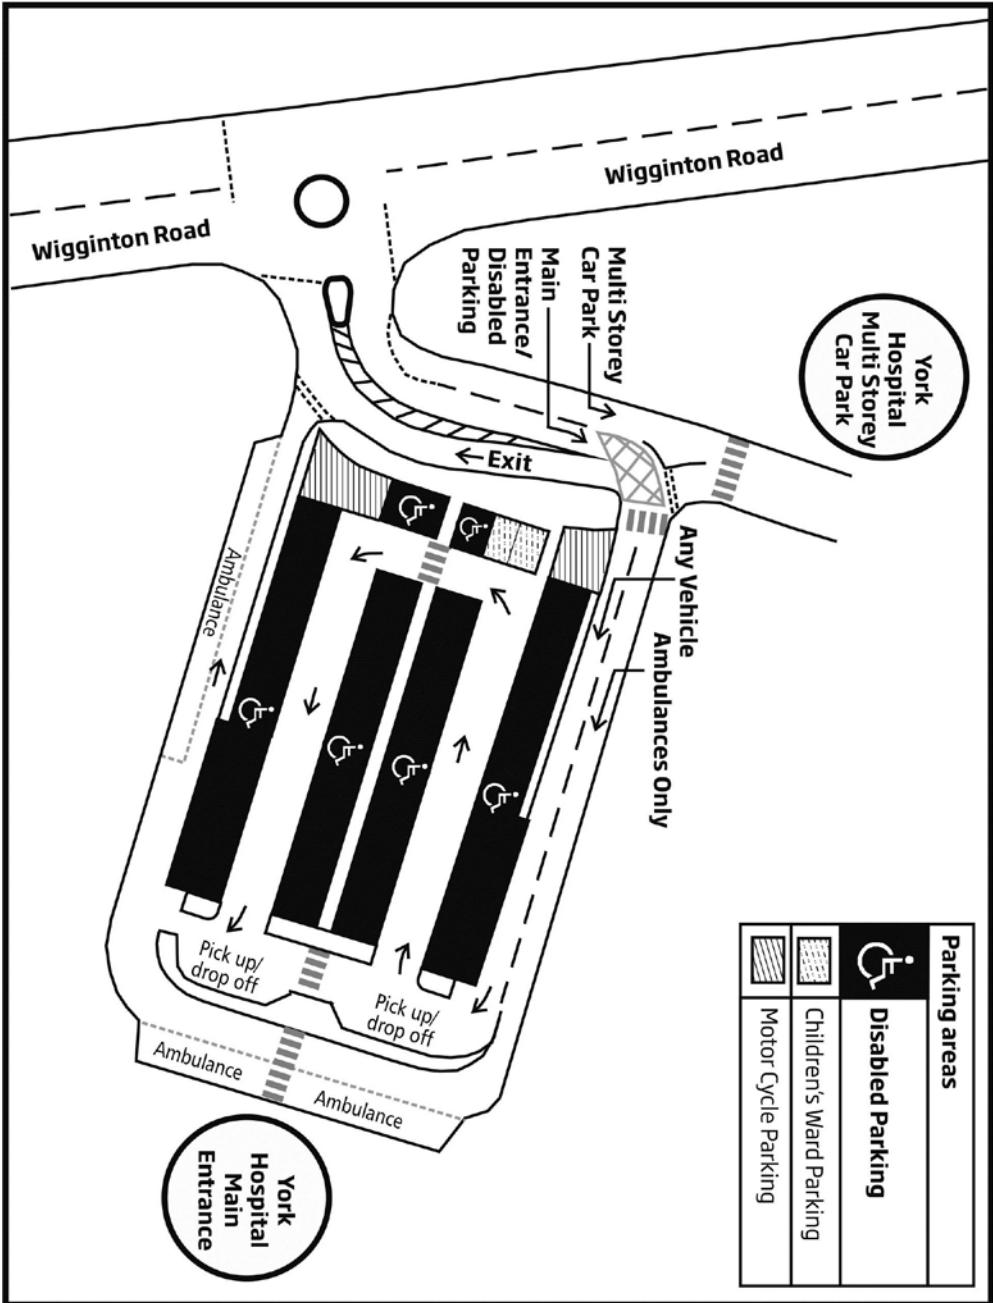 Wigginton Road
Wigginton Road
Multi Storey
Car Park
Main
Entrance/
Disabled
Parking
York
Hospital
Multi Storey
Car Park
Exit
Any Vehicle
Ambulances Only
Ambulance
Pick up/
drop off
Pick up/
drop off
Ambulance
Ambulance
York
Hospital
Main
Entrance
Parking areas
Disabled Parking
Children's Ward Parking
Motor Cycle Parking